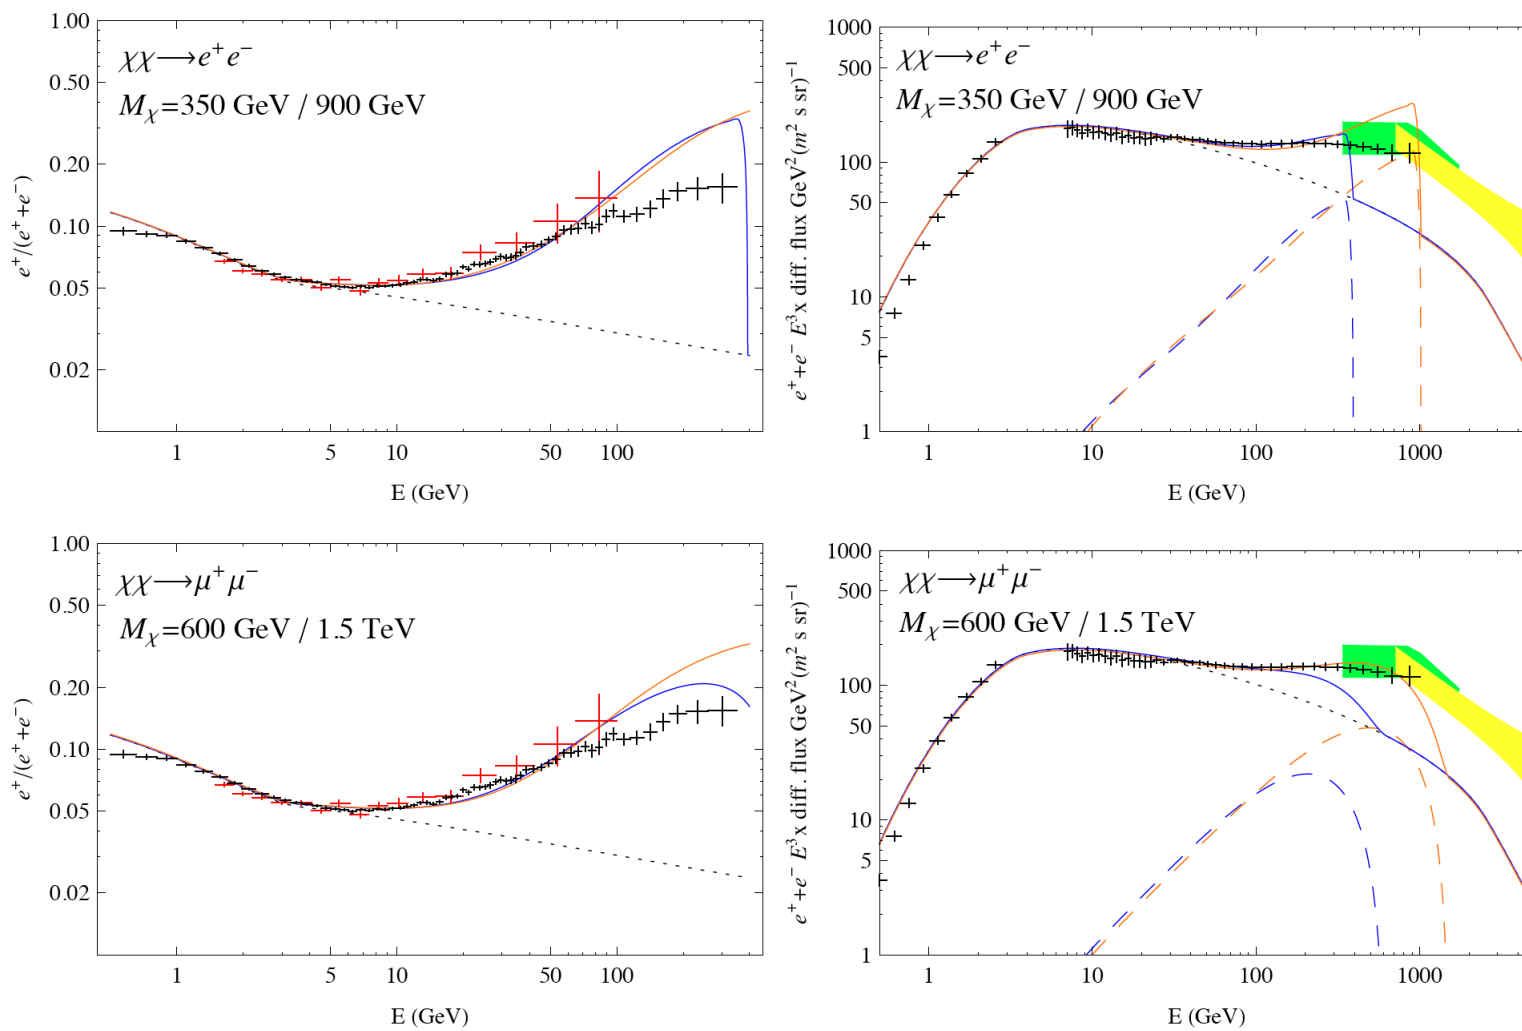 χχ⟶e⁺e⁻
Mχ=350 GeV / 900 GeV
e⁺/(e⁺+e⁻)
1.00
0.50
0.20
0.10
0.05
0.02
1 5 10 50 100
E (GeV)
χχ⟶e⁺e⁻
Mχ=350 GeV / 900 GeV
e⁺+e⁻ E³x diff. flux GeV²(m² s sr)⁻¹
1000
500
100
50
10
5
1
1 10 100 1000
E (GeV)
χχ⟶μ⁺μ⁻
Mχ=600 GeV / 1.5 TeV
e⁺/(e⁺+e⁻)
1.00
0.50
0.20
0.10
0.05
0.02
1 5 10 50 100
E (GeV)
χχ⟶μ⁺μ⁻
Mχ=600 GeV / 1.5 TeV
e⁺+e⁻ E³x diff. flux GeV²(m² s sr)⁻¹
1000
500
100
50
10
5
1
1 10 100 1000
E (GeV)